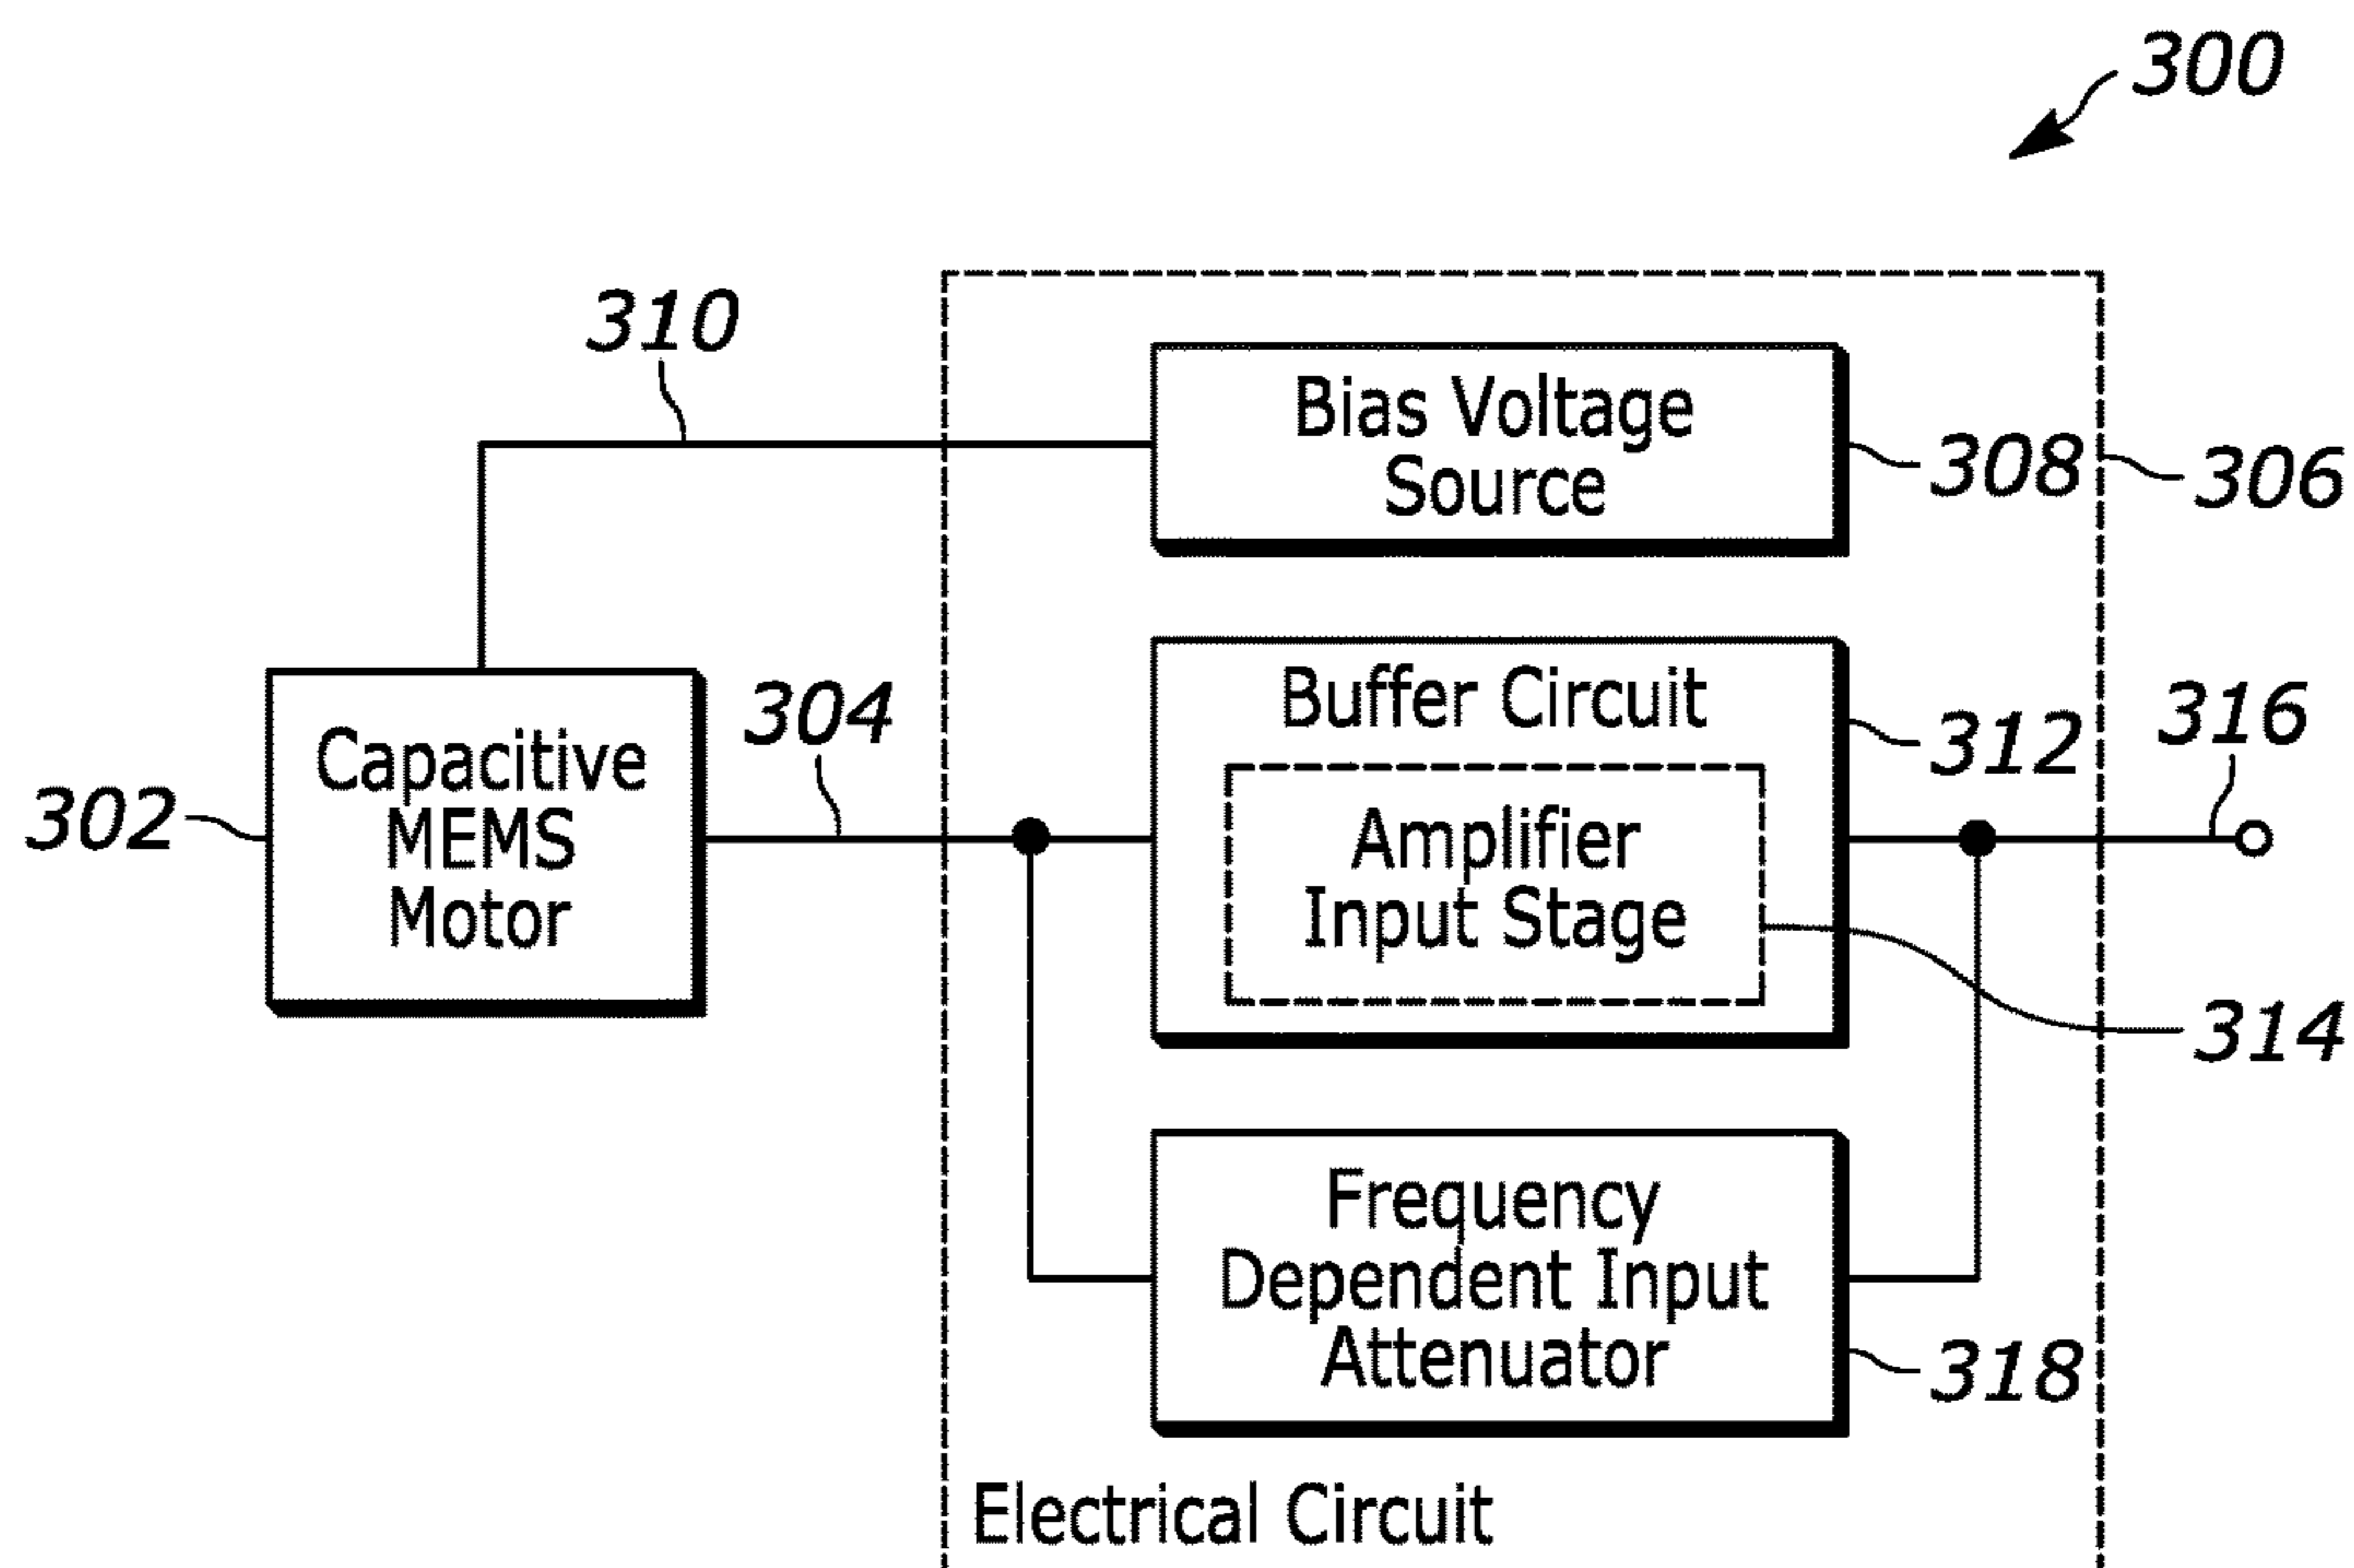 300
310
Bias Voltage
Source
308
306
Buffer Circuit
312
304
316
Capacitive
MEMS
Motor
302
Amplifier
Input Stage
314
Frequency
Dependent Input
Attenuator
318
Electrical Circuit